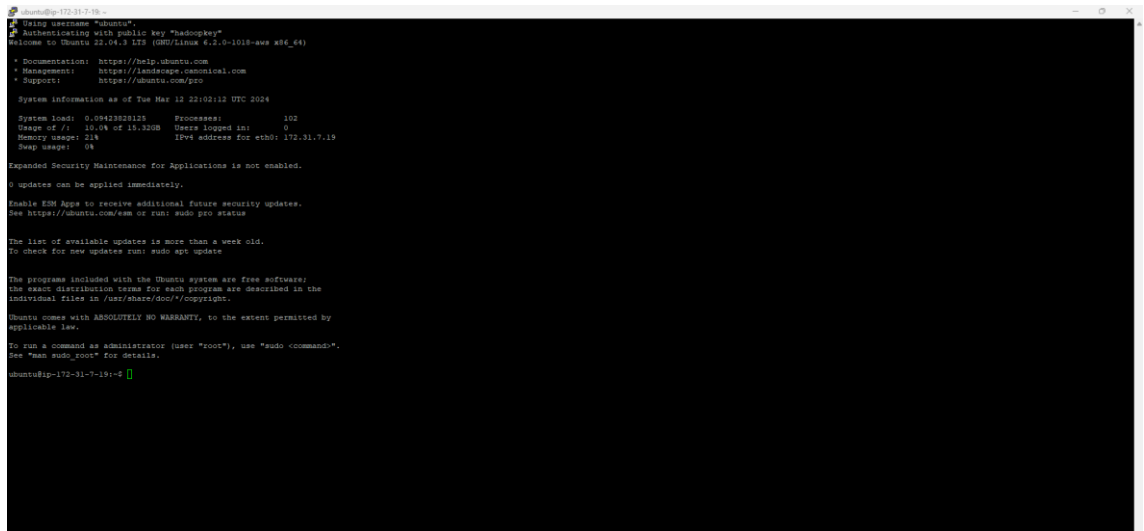 ubuntu@ip-172-31-7-19: ~
Using username "ubuntu".
Authenticating with public key "hadoopkey"
Welcome to Ubuntu 22.04.3 LTS (GNU/Linux 6.2.0-1018-aws x86_64)
* Documentation: https://help.ubuntu.com
* Management: https://landscape.canonical.com
* Support: https://ubuntu.com/pro
System information as of Tue Mar 12 22:02:12 UTC 2024
System load: 0.09423828125 Processes: 102
Usage of /: 10.0% of 15.32GB Users logged in: 0
Memory usage: 21% IPv4 address for eth0: 172.31.7.19
Swap usage: 0%
Expanded Security Maintenance for Applications is not enabled.
0 updates can be applied immediately.
Enable ESM Apps to receive additional future security updates.
See https://ubuntu.com/esm or run: sudo pro status
The list of available updates is more than a week old.
To check for new updates run: sudo apt update
The programs included with the Ubuntu system are free software;
the exact distribution terms for each program are described in the
individual files in /usr/share/doc/*/copyright.
Ubuntu comes with ABSOLUTELY NO WARRANTY, to the extent permitted by
applicable law.
To run a command as administrator (user "root"), use "sudo <command>".
See "man sudo_root" for details.
ubuntu@ip-172-31-7-19:~$